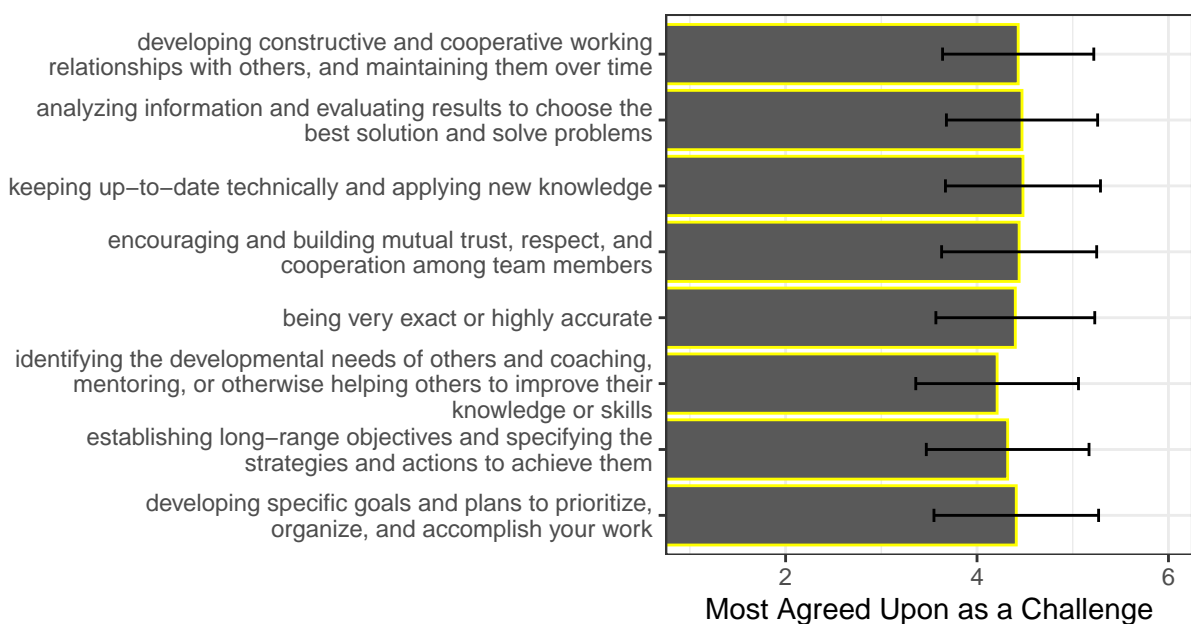 developing constructive and cooperative working
relationships with others, and maintaining them over time
analyzing information and evaluating results to choose the
best solution and solve problems
keeping up−to−date technically and applying new knowledge
encouraging and building mutual trust, respect, and
cooperation among team members
being very exact or highly accurate
identifying the developmental needs of others and coaching,
mentoring, or otherwise helping others to improve their
knowledge or skills
establishing long−range objectives and specifying the
strategies and actions to achieve them
developing specific goals and plans to prioritize,
organize, and accomplish your work
2 4 6
Most Agreed Upon as a Challenge